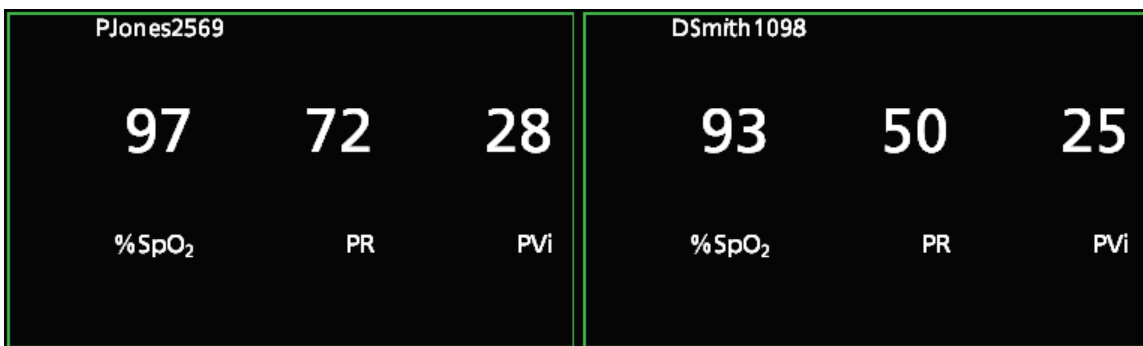 PJones2569
97 72 28
%SpO₂ PR PVi
DSmith1098
93 50 25
%SpO₂ PR PVi